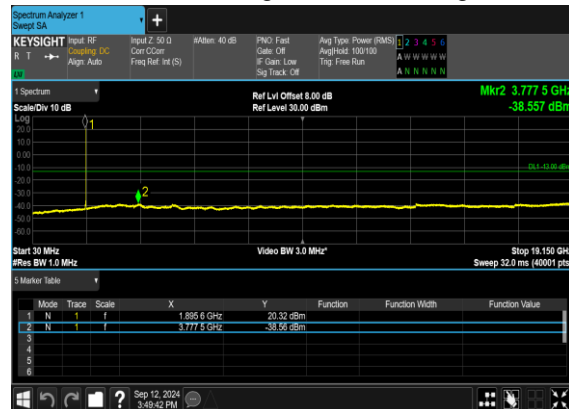 Spectrum Analyzer 1
Swept SA
+
KEYSIGHT Input: RF Input Z: 50 Ω #Atten: 40 dB PNO: Fast Avg Type: Power (RMS) 1 2 3 4 5 6
R T Coupling: DC Corr CCorr Gate: Off Avg|Hold: 100/100 A W W W W W
Align: Auto Freq Ref: Int (S) IF Gain: Low Trig: Free Run
Sig Track: Off A N N N N N
1 Spectrum Ref Lvl Offset 8.00 dB Mkr2 3.777 5 GHz
Scale/Div 10 dB Ref Level 30.00 dBm -38.557 dBm
Log
20.0
10.0
0.00
-10.0
-20.0
-30.0
-40.0
-50.0
-60.0
1
2
DL1 -13.00 dBm
Start 30 MHz Video BW 3.0 MHz* Stop 19.150 GHz
#Res BW 1.0 MHz Sweep 32.0 ms (40001 pts)
5 Marker Table
Mode Trace Scale X Y Function Function Width Function Value
1 N 1 f 1.895 6 GHz 20.32 dBm
2 N 1 f 3.777 5 GHz -38.56 dBm
3
4
5
6
? Sep 12, 2024
3:49:42 PM